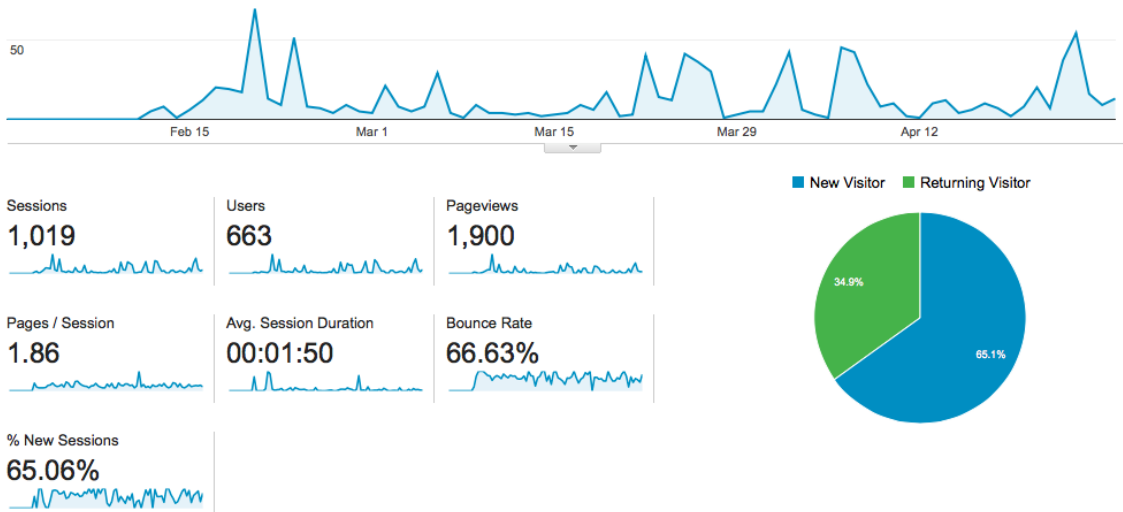 50
Feb 15 Mar 1 Mar 15 Mar 29 Apr 12
New Visitor Returning Visitor
Sessions Users Pageviews
1,019 663 1,900
34.9%
65.1%
Pages / Session Avg. Session Duration Bounce Rate
1.86 00:01:50 66.63%
% New Sessions
65.06%